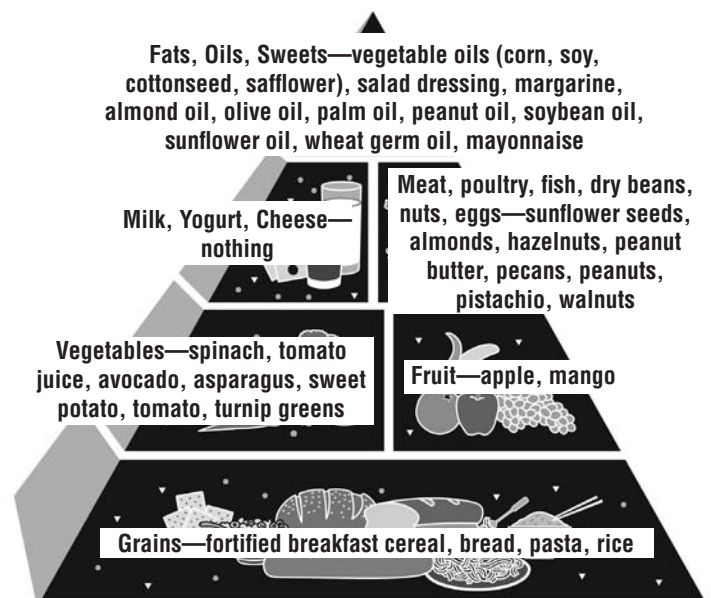 Fats, Oils, Sweets—vegetable oils (corn, soy,
cottonseed, safflower), salad dressing, margarine,
almond oil, olive oil, palm oil, peanut oil, soybean oil,
sunflower oil, wheat germ oil, mayonnaise
Milk, Yogurt, Cheese—
nothing
Meat, poultry, fish, dry beans,
nuts, eggs—sunflower seeds,
almonds, hazelnuts, peanut
butter, pecans, peanuts,
pistachio, walnuts
Vegetables—spinach, tomato
juice, avocado, asparagus, sweet
potato, tomato, turnip greens
Fruit—apple, mango
Grains—fortified breakfast cereal, bread, pasta, rice